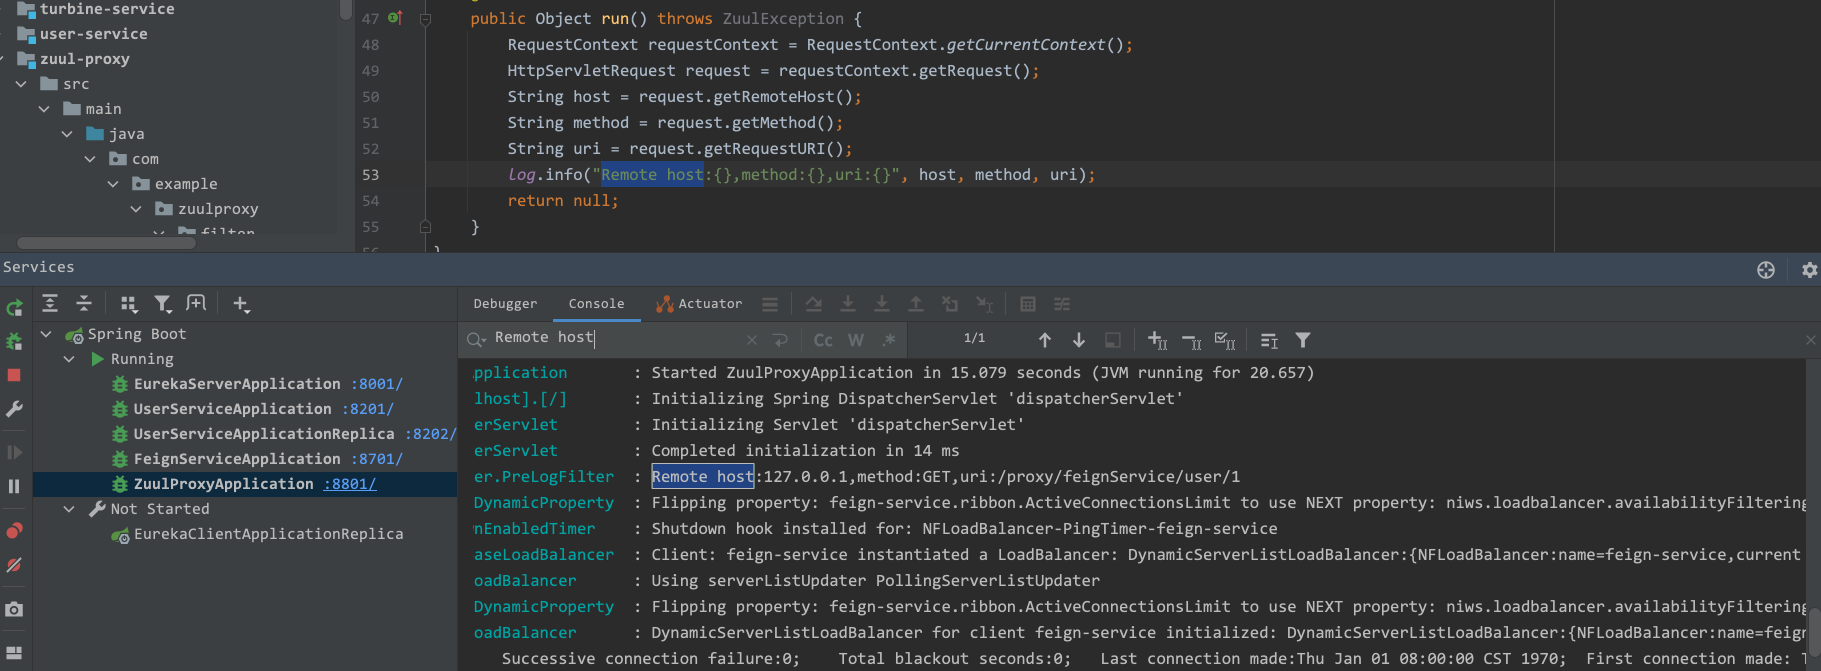 turbine-service
user-service
zuul-proxy
src
main
java
com
example
zuulproxy
filter
47 public Object run() throws ZuulException {
48 RequestContext requestContext = RequestContext.getCurrentContext();
49 HttpServletRequest request = requestContext.getRequest();
50 String host = request.getRemoteHost();
51 String method = request.getMethod();
52 String uri = request.getRequestURI();
53 log.info("Remote host:{},method:{},uri:{}", host, method, uri);
54 return null;
55 }
56 }
Services
Spring Boot
Running
EurekaServerApplication :8001/
UserServiceApplication :8201/
UserServiceApplicationReplica :8202/
FeignServiceApplication :8701/
ZuulProxyApplication :8801/
Not Started
EurekaClientApplicationReplica
Debugger Console Actuator
Remote host Cc W .* 1/1
pplication : Started ZuulProxyApplication in 15.079 seconds (JVM running for 20.657)
lhost].[/] : Initializing Spring DispatcherServlet 'dispatcherServlet'
erServlet : Initializing Servlet 'dispatcherServlet'
erServlet : Completed initialization in 14 ms
er.PreLogFilter : Remote host:127.0.0.1,method:GET,uri:/proxy/feignService/user/1
DynamicProperty : Flipping property: feign-service.ribbon.ActiveConnectionsLimit to use NEXT property: niws.loadbalancer.availabilityFiltering
nEnabledTimer : Shutdown hook installed for: NFLoadBalancer-PingTimer-feign-service
aseLoadBalancer : Client: feign-service instantiated a LoadBalancer: DynamicServerListLoadBalancer:{NFLoadBalancer:name=feign-service,current
oadBalancer : Using serverListUpdater PollingServerListUpdater
DynamicProperty : Flipping property: feign-service.ribbon.ActiveConnectionsLimit to use NEXT property: niws.loadbalancer.availabilityFiltering
oadBalancer : DynamicServerListLoadBalancer for client feign-service initialized: DynamicServerListLoadBalancer:{NFLoadBalancer:name=feign
Successive connection failure:0; Total blackout seconds:0; Last connection made:Thu Jan 01 08:00:00 CST 1970; First connection made: T